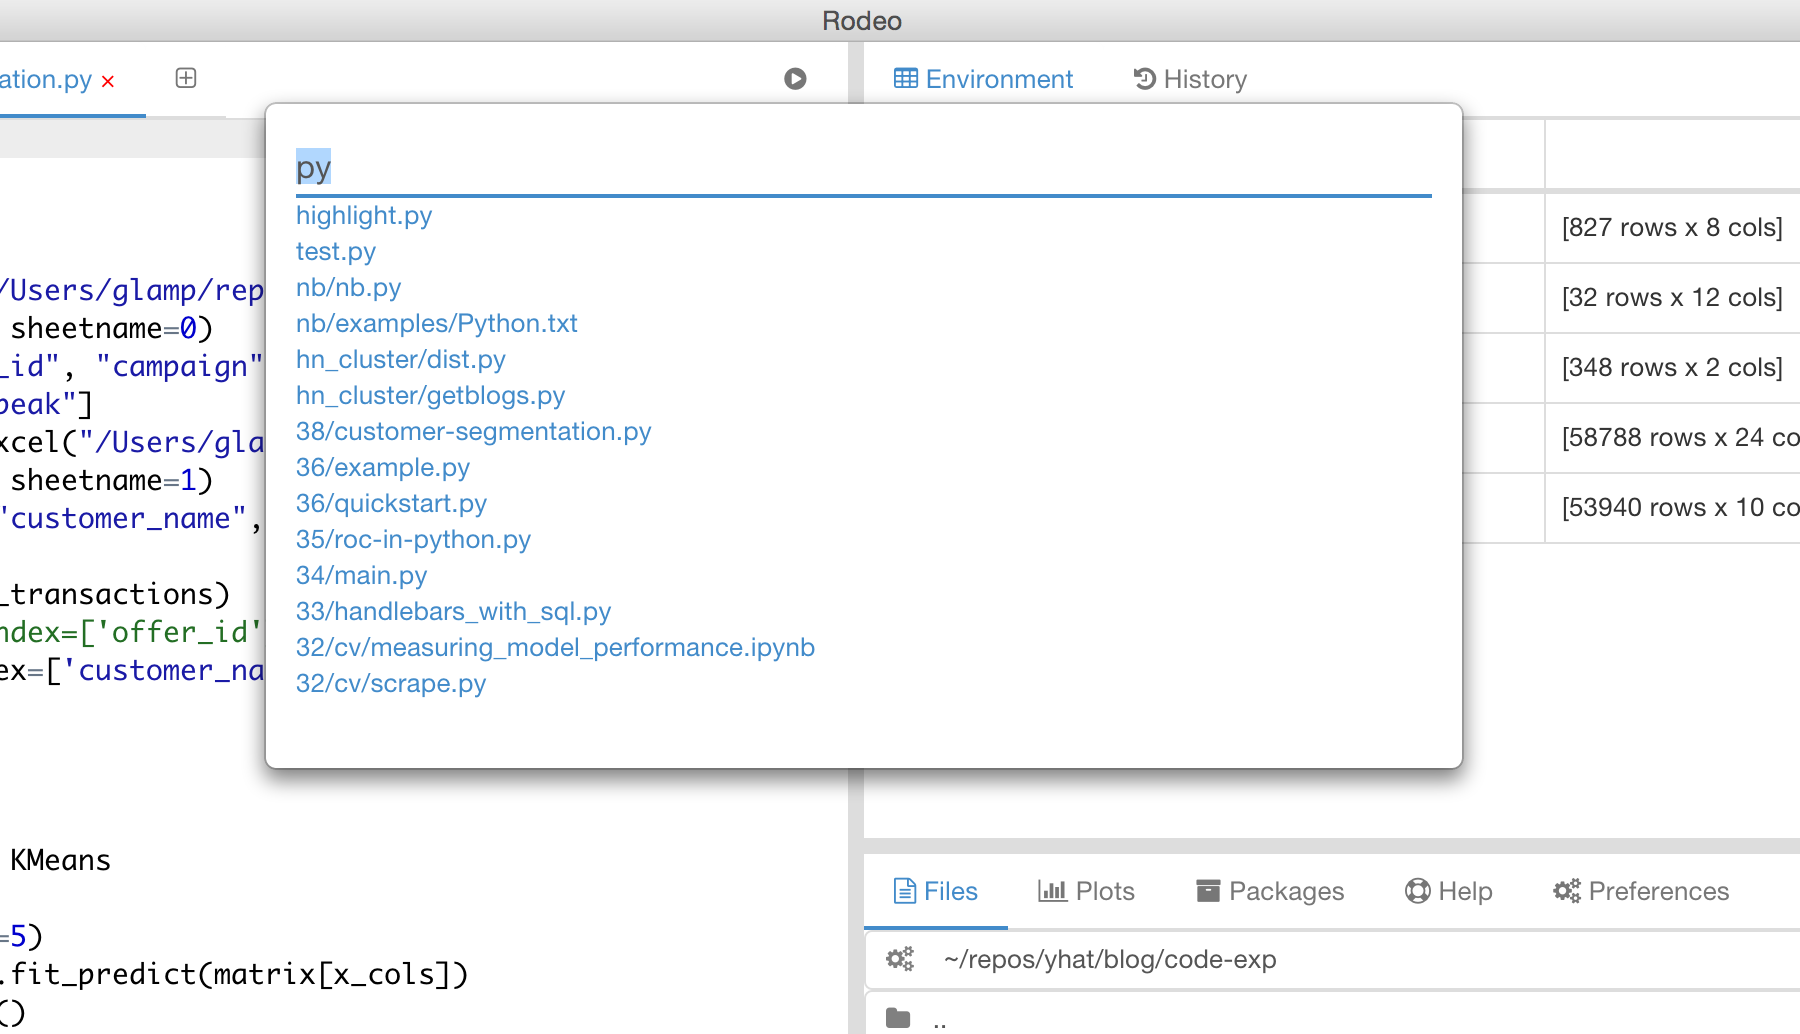 Rodeo
ation.py ×
Environment
History
py
highlight.py
test.py
nb/nb.py
nb/examples/Python.txt
hn_cluster/dist.py
hn_cluster/getblogs.py
38/customer-segmentation.py
36/example.py
36/quickstart.py
35/roc-in-python.py
34/main.py
33/handlebars_with_sql.py
32/cv/measuring_model_performance.ipynb
32/cv/scrape.py
/Users/glamp/rep
sheetname=0)
_id", "campaign"
peak"]
xcel("/Users/gla
sheetname=1)
"customer_name",
_transactions)
ndex=['offer_id'
ex=['customer_na
KMeans
=5)
.fit_predict(matrix[x_cols])
()
[827 rows x 8 cols]
[32 rows x 12 cols]
[348 rows x 2 cols]
[58788 rows x 24 co
[53940 rows x 10 co
Files
Plots
Packages
Help
Preferences
~/repos/yhat/blog/code-exp
..